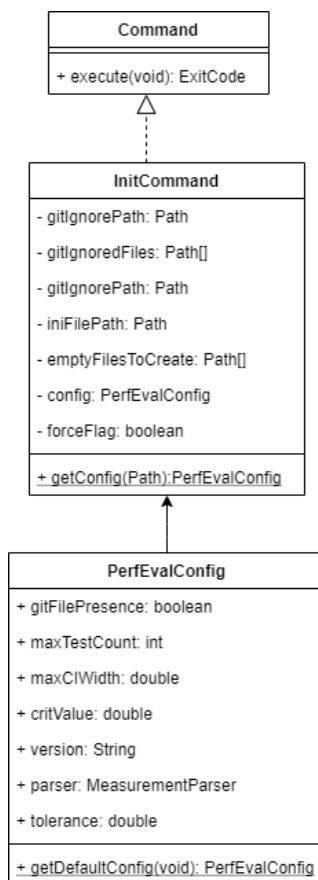 Command
+ execute(void): ExitCode
InitCommand
- gitIgnorePath: Path
- gitIgnoredFiles: Path[]
- gitIgnorePath: Path
- iniFilePath: Path
- emptyFilesToCreate: Path[]
- config: PerfEvalConfig
- forceFlag: boolean
+ getConfig(Path):PerfEvalConfig
PerfEvalConfig
+ gitFilePresence: boolean
+ maxTestCount: int
+ maxCIWidth: double
+ critValue: double
+ version: String
+ parser: MeasurementParser
+ tolerance: double
+ getDefaultConfig(void): PerfEvalConfig